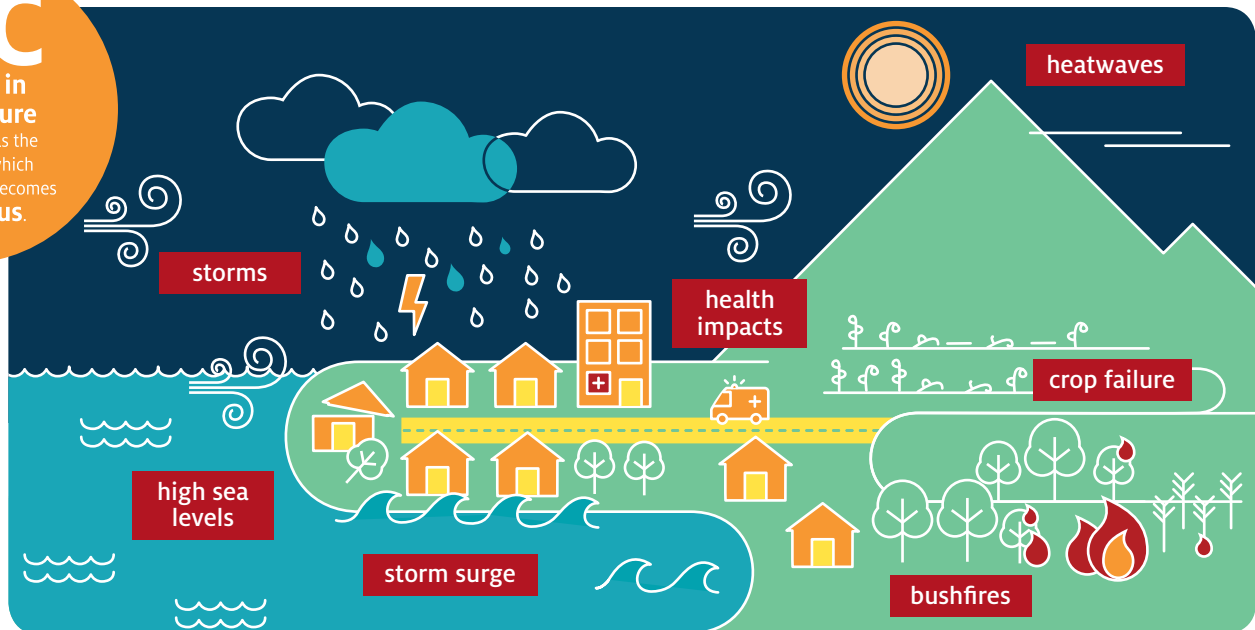 C
in
ure
s the
hich
ecomes
us.
heatwaves
storms
health
impacts
crop failure
high sea
levels
storm surge
bushfires